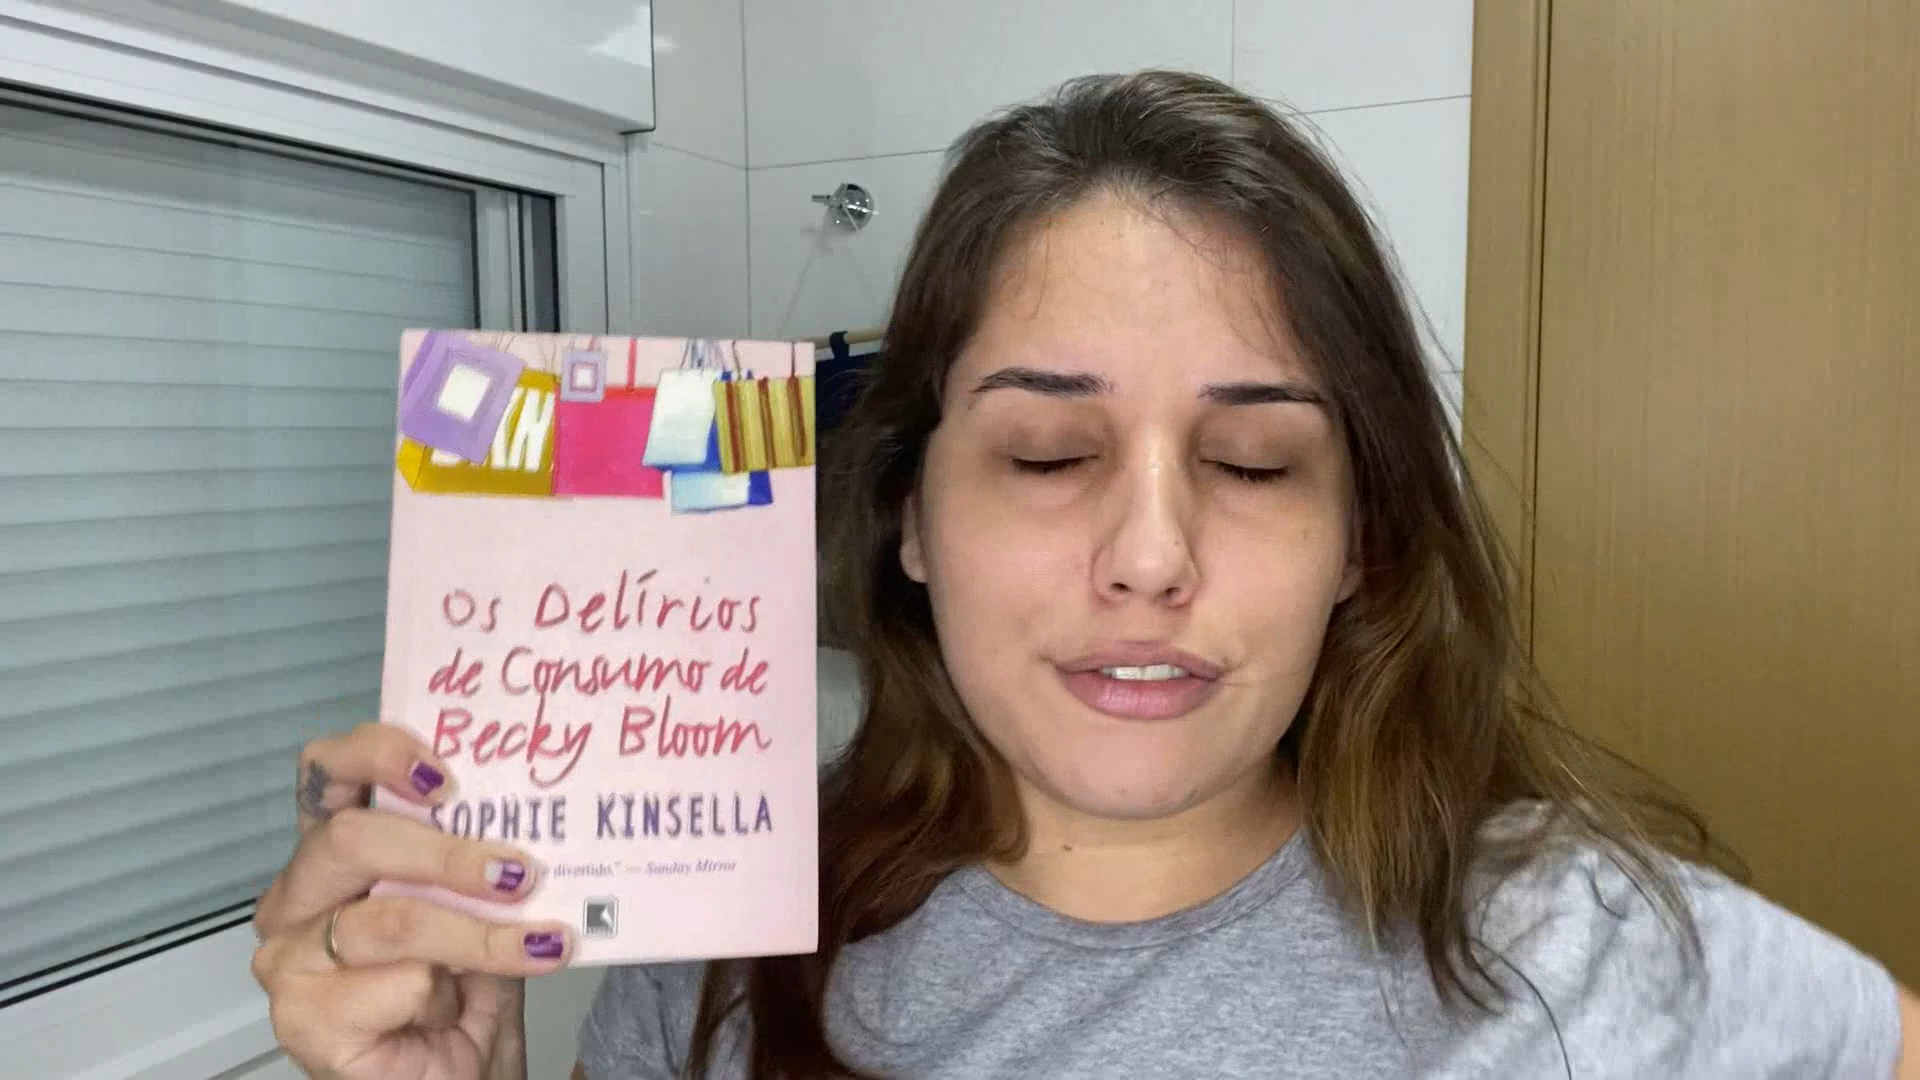 Os Delírios
de Consumo de
Becky Bloom
SOPHIE KINSELLA
e divertido." — Sunday Mirror